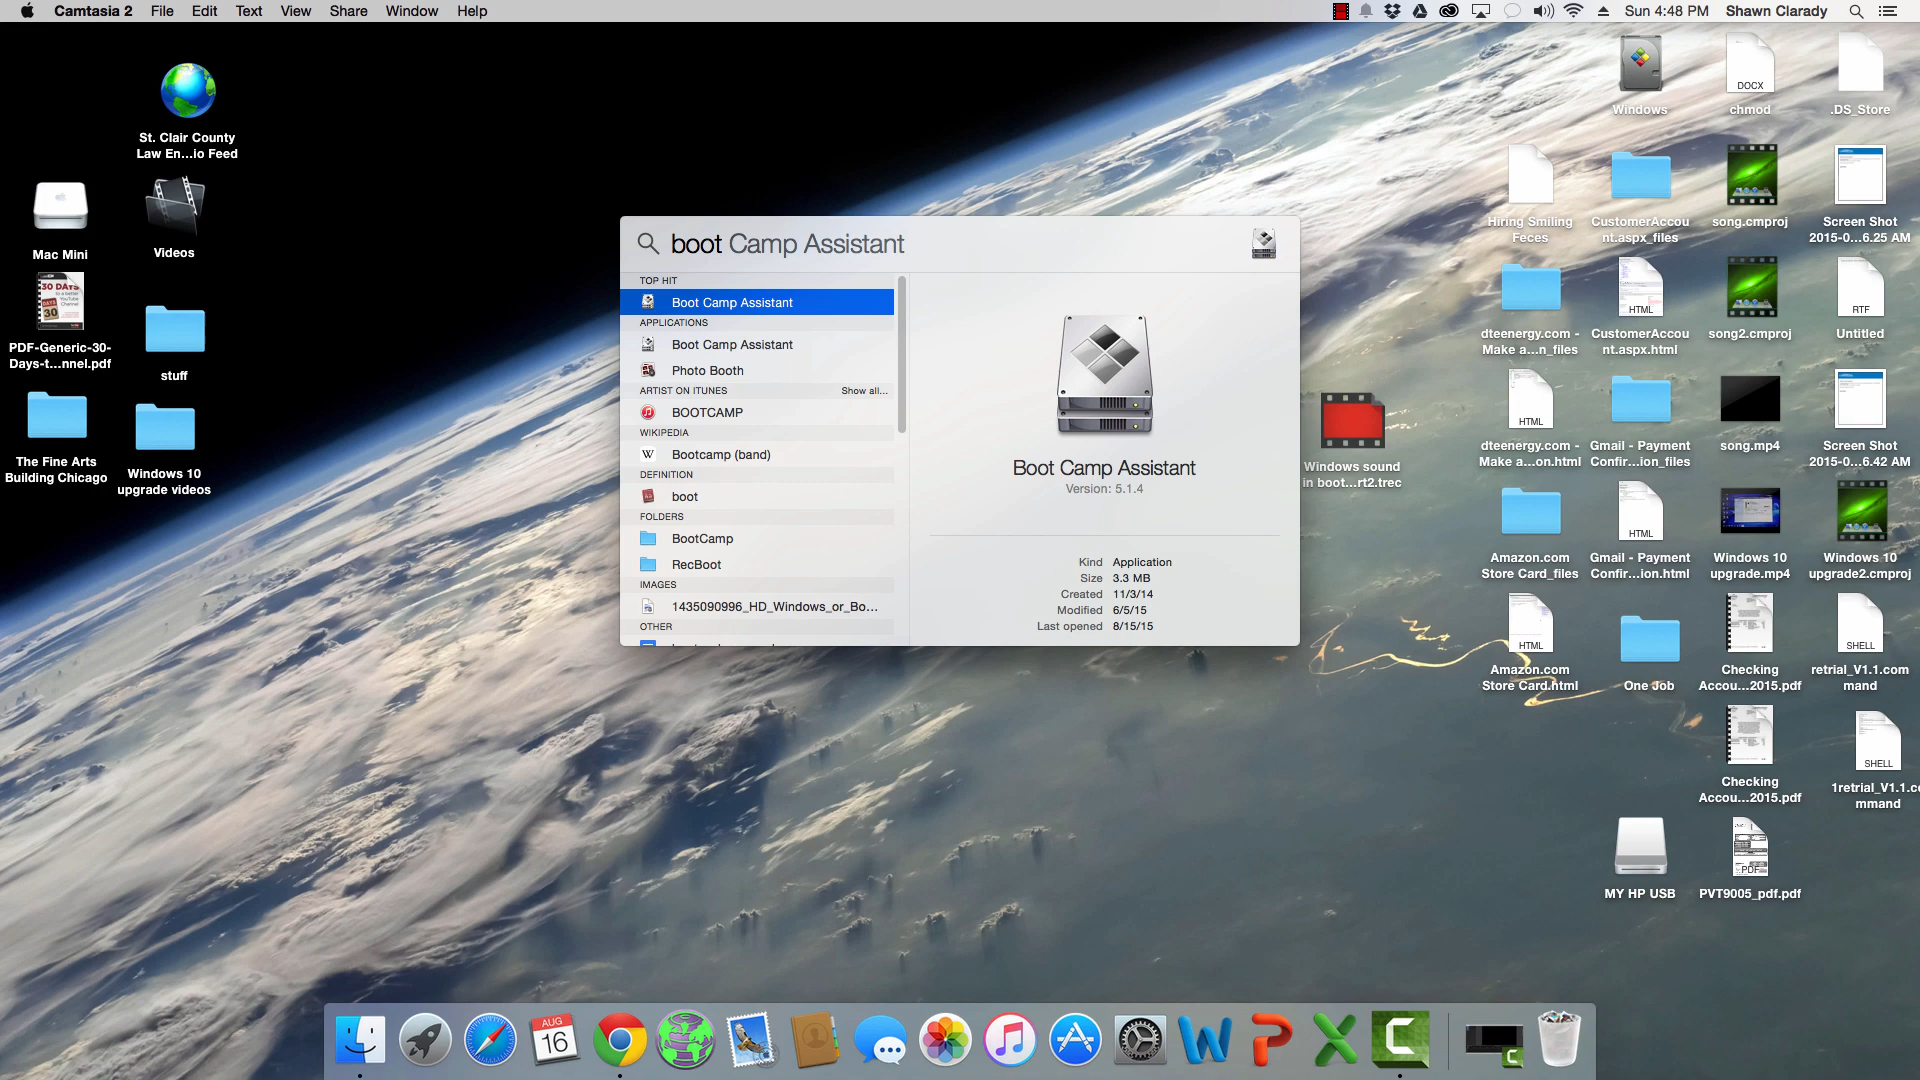 Camtasia 2 File Edit Text View Share Window Help Sun 4:48 PM Shawn Clarady
St. Clair County
Law En...io Feed
Mac Mini
Videos
30 DAYS
PDF-Generic-30-
Days-t...nnel.pdf
stuff
The Fine Arts
Building Chicago
Windows 10
upgrade videos
boot Camp Assistant
TOP HIT
Boot Camp Assistant
APPLICATIONS
Boot Camp Assistant
Photo Booth
ARTIST ON ITUNES Show all...
BOOTCAMP
WIKIPEDIA
W Bootcamp (band)
DEFINITION
boot
FOLDERS
BootCamp
RecBoot
IMAGES
1435090996_HD_Windows_or_Bo...
OTHER
Boot Camp Assistant
Version: 5.1.4
Kind Application
Size 3.3 MB
Created 11/3/14
Modified 6/5/15
Last opened 8/15/15
Windows sound
in boot...rt2.trec
Windows
DOCX
chmod
.DS_Store
Hiring Smiling
Feces
CustomerAccou
nt.aspx_files
song.cmproj
Screen Shot
2015-0...6.25 AM
dteenergy.com -
Make a...n_files
HTML
CustomerAccou
nt.aspx.html
song2.cmproj
RTF
Untitled
HTML
dteenergy.com -
Make a...on.html
Gmail - Payment
Confir...ion_files
song.mp4
Screen Shot
2015-0...6.42 AM
Amazon.com
Store Card_files
HTML
Gmail - Payment
Confir...ion.html
Windows 10
upgrade.mp4
Windows 10
upgrade2.cmproj
HTML
Amazon.com
Store Card.html
One Job
Checking
Accou...2015.pdf
SHELL
retrial_V1.1.com
mand
Checking
Accou...2015.pdf
SHELL
1retrial_V1.1.co
mmand
MY HP USB
PDF
PVT9005_pdf.pdf
AUG
16